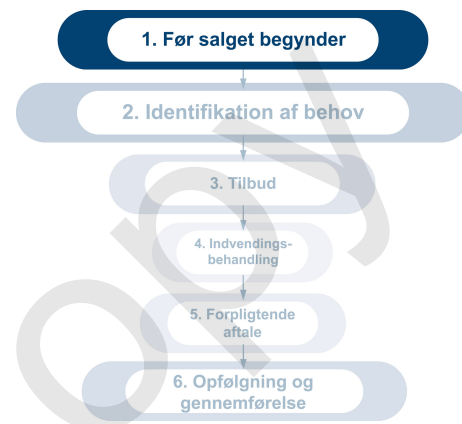 1. Før salget begynder
2. Identifikation af behov
3. Tilbud
4. Indvendings-
behandling
5. Forpligtende
aftale
6. Opfølgning og
gennemførelse
opy